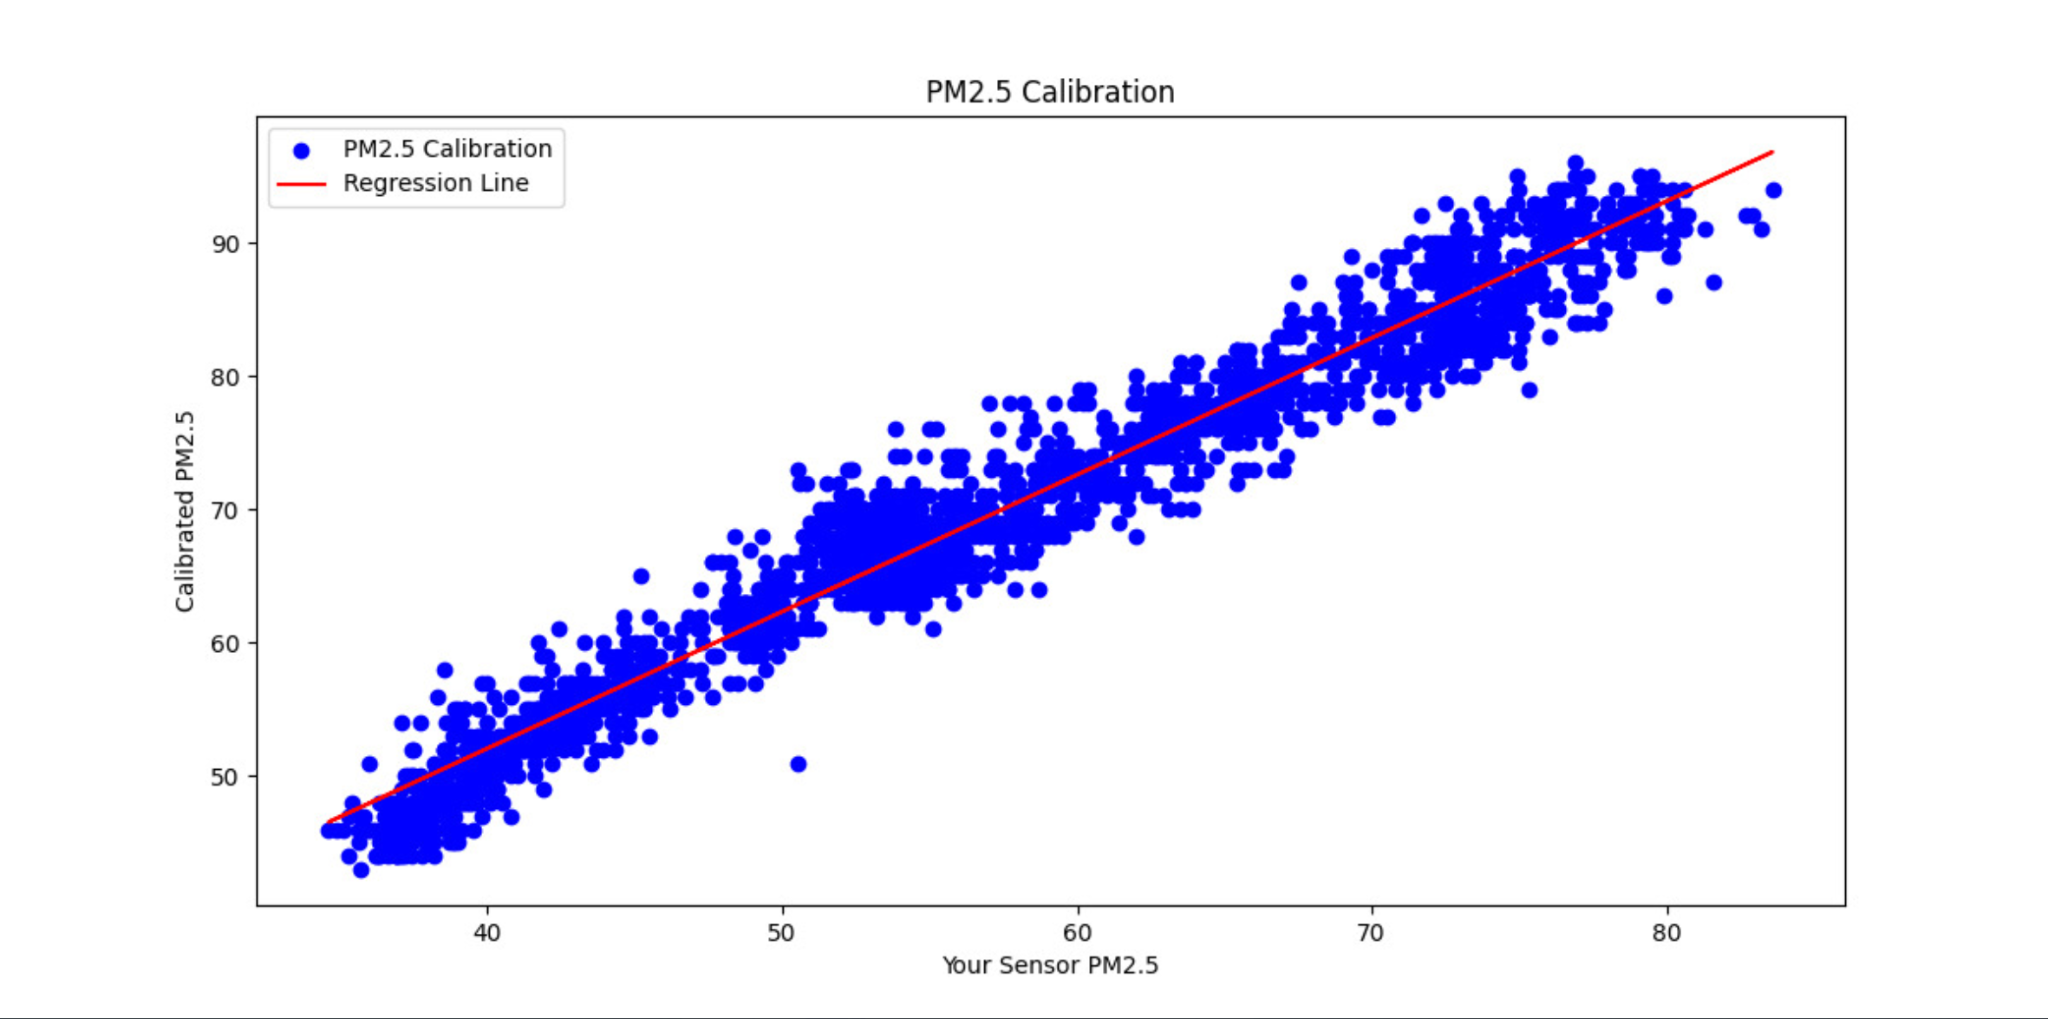 PM2.5 Calibration
PM2.5 Calibration
Regression Line
90
80
70
60
50
Calibrated PM2.5
40 50 60 70 80
Your Sensor PM2.5